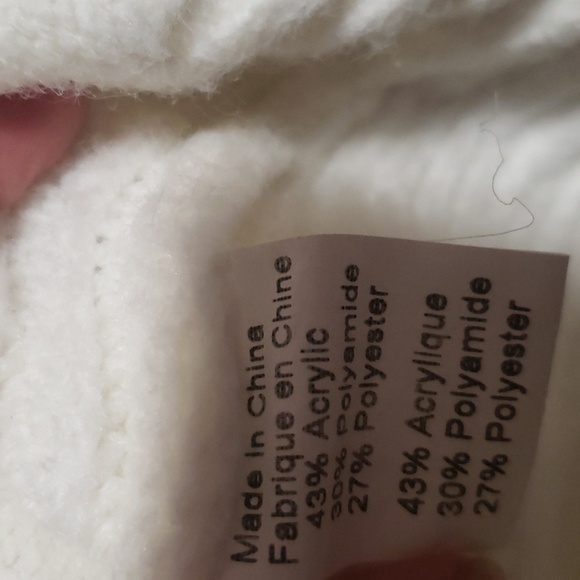 Made In China
Fabrique en Chine
43% Acrylic
30% Polyamide
27% Polyester
43% Acrylique
30% Polyamide
27% Polyester